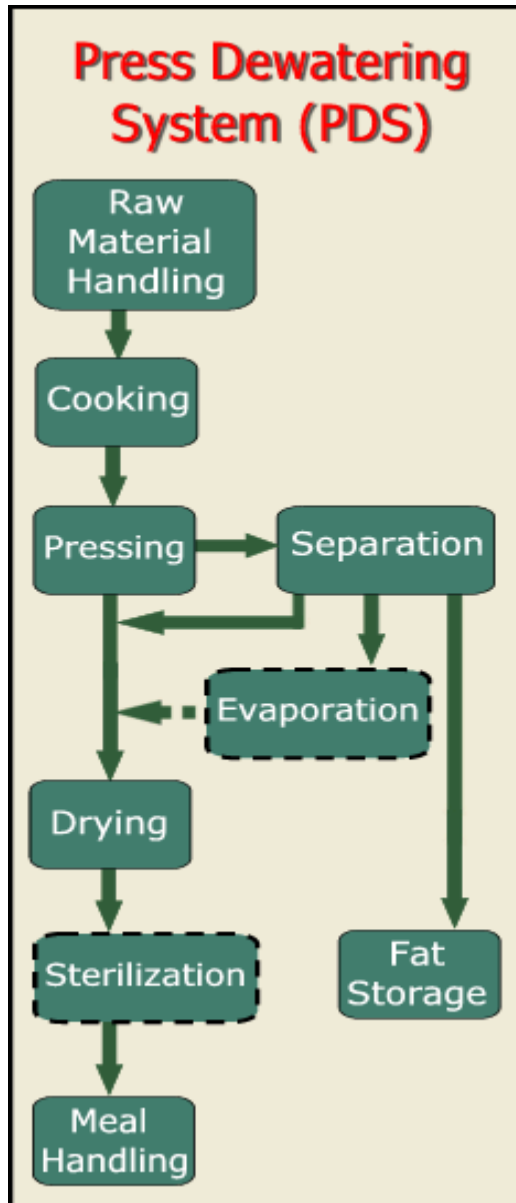 Press Dewatering
System (PDS)
Raw
Material
Handling
Cooking
Pressing
Separation
Evaporation
Drying
Sterilization
Fat
Storage
Meal
Handling